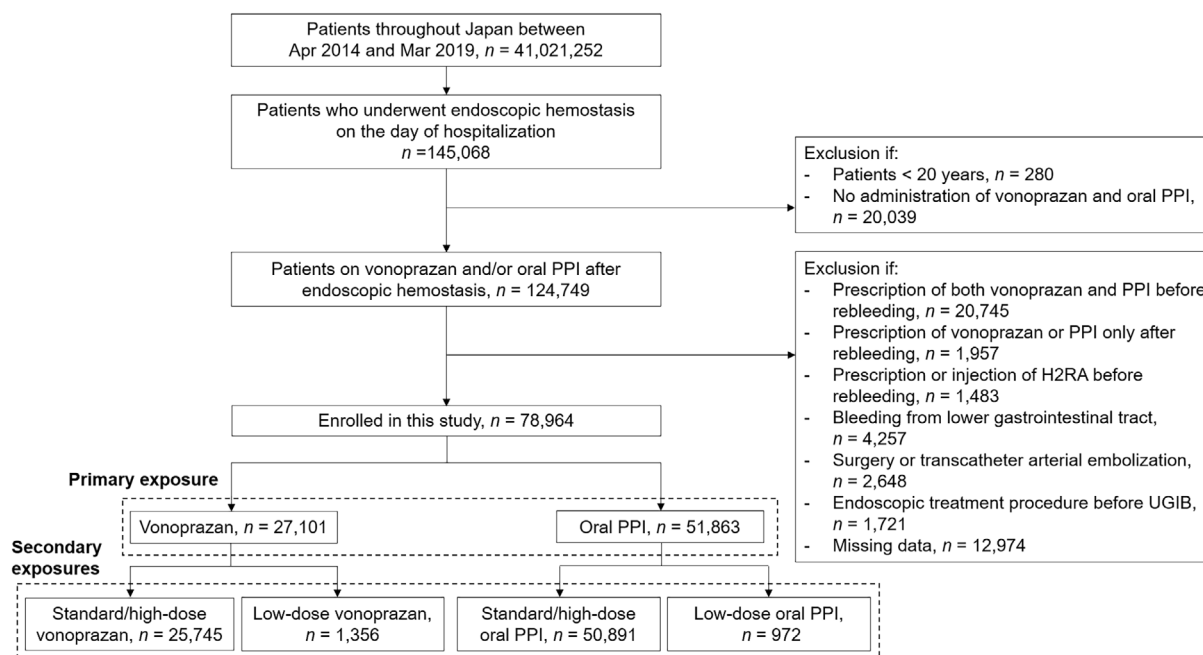 Patients throughout Japan between
Apr 2014 and Mar 2019, n = 41,021,252
Patients who underwent endoscopic hemostasis
on the day of hospitalization
n =145,068
Exclusion if:
- Patients < 20 years, n = 280
- No administration of vonoprazan and oral PPI,
n = 20,039
Patients on vonoprazan and/or oral PPI after
endoscopic hemostasis, n = 124,749
Exclusion if:
- Prescription of both vonoprazan and PPI before
rebleeding, n = 20,745
- Prescription of vonoprazan or PPI only after
rebleeding, n = 1,957
- Prescription or injection of H2RA before
rebleeding, n = 1,483
- Bleeding from lower gastrointestinal tract,
n = 4,257
- Surgery or transcatheter arterial embolization,
n = 2,648
- Endoscopic treatment procedure before UGIB,
n = 1,721
- Missing data, n = 12,974
Enrolled in this study, n = 78,964
Primary exposure
Vonoprazan, n = 27,101
Oral PPI, n = 51,863
Secondary
exposures
Standard/high-dose
vonoprazan, n = 25,745
Low-dose vonoprazan,
n = 1,356
Standard/high-dose
oral PPI, n = 50,891
Low-dose oral PPI,
n = 972